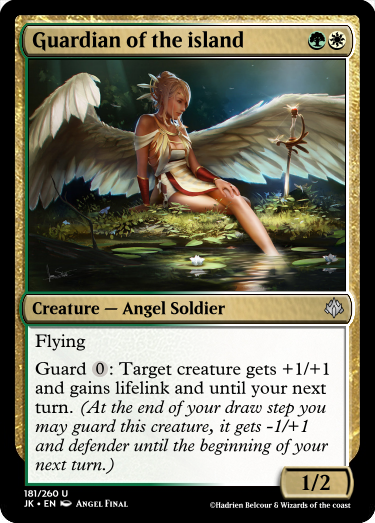 Guardian of the island
Creature — Angel Soldier
Flying
Guard 0: Target creature gets +1/+1
and gains lifelink and until your next
turn. (At the end of your draw step you
may guard this creature, it gets -1/+1
and defender until the beginning of your
next turn.)
1/2
181/260 U
JK • EN Angel Final
©Hadrien Belcour & Wizards of the coast